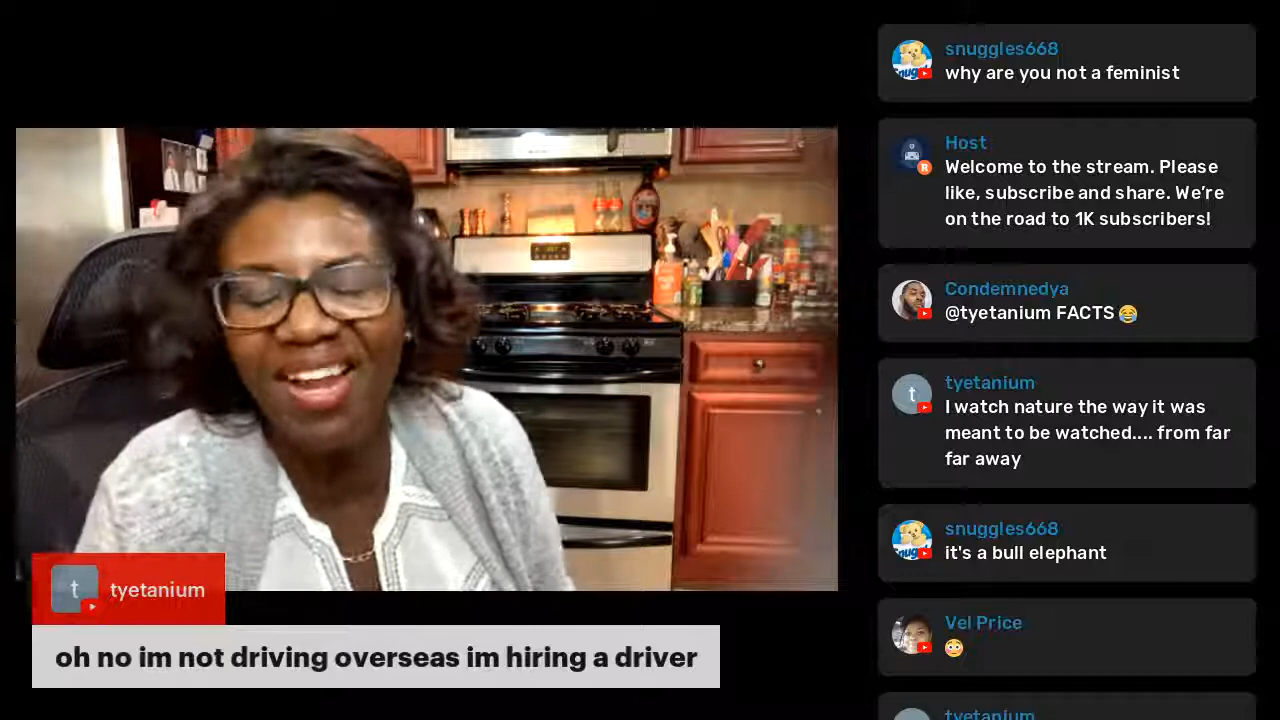 snuggles668
why are you not a feminist
Host
Welcome to the stream. Please
like, subscribe and share. We're
on the road to 1K subscribers!
Condemnedya
@tyetanium FACTS 😂
t
tyetanium
I watch nature the way it was
meant to be watched.... from far
far away
snuggles668
it's a bull elephant
Vel Price
😳
tyetanium
t
tyetanium
oh no im not driving overseas im hiring a driver